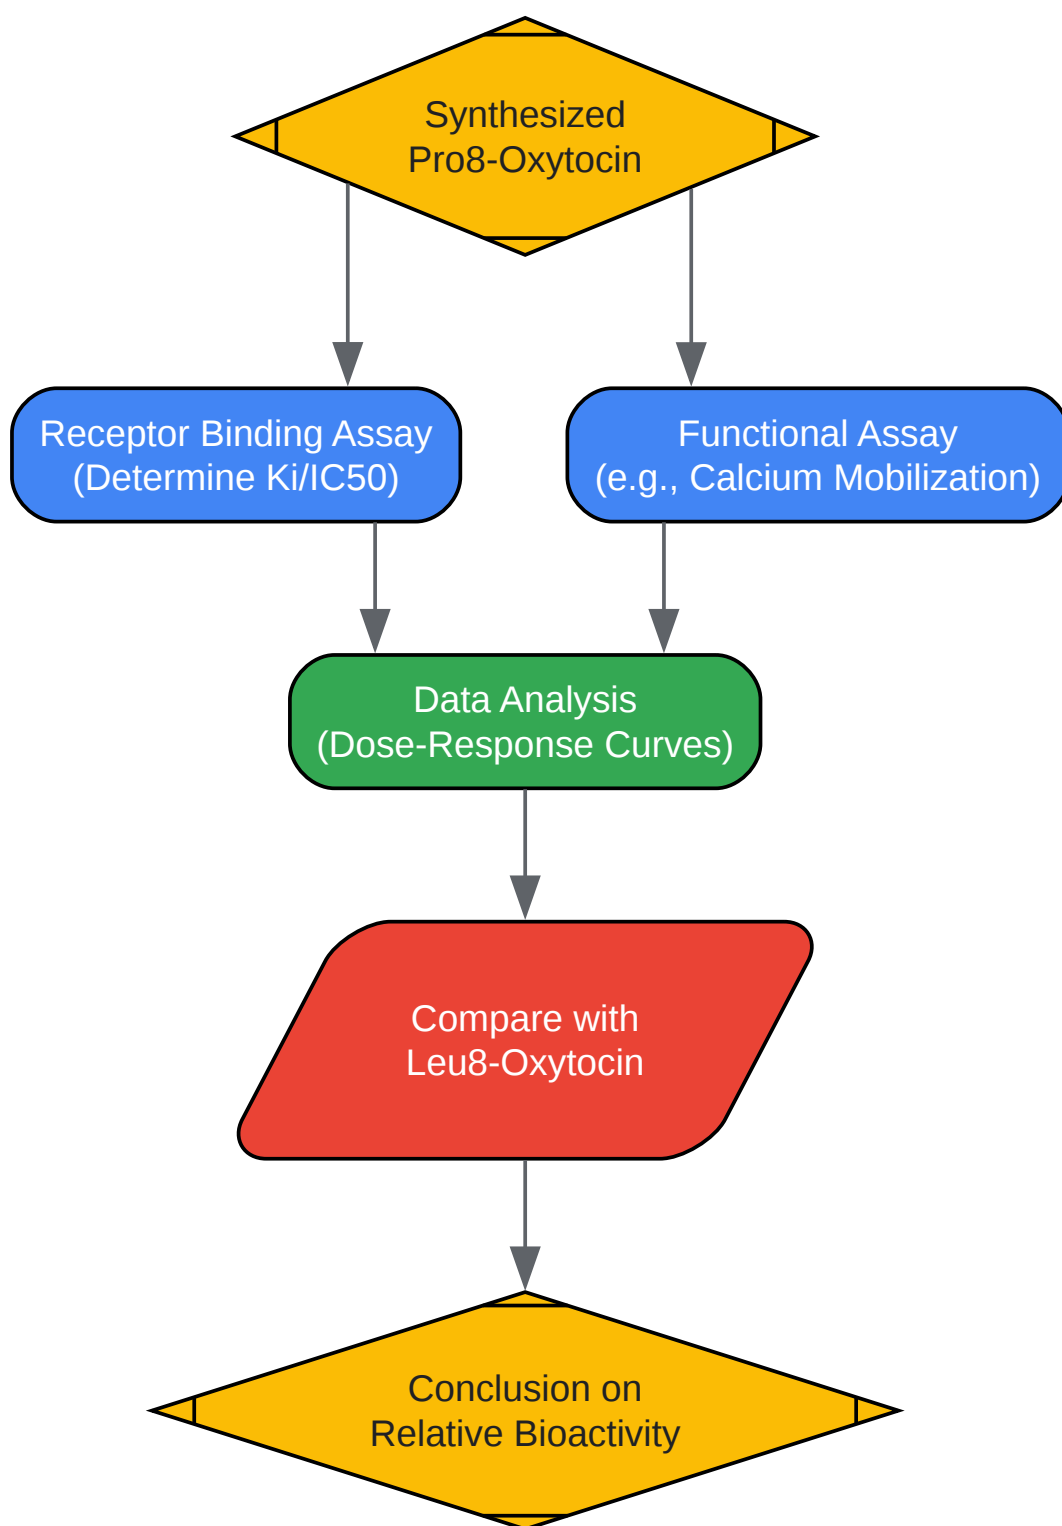 Synthesized
Pro8-Oxytocin
Receptor Binding Assay
(Determine Ki/IC50)
Functional Assay
(e.g., Calcium Mobilization)
Data Analysis
(Dose-Response Curves)
Compare with
Leu8-Oxytocin
Conclusion on
Relative Bioactivity